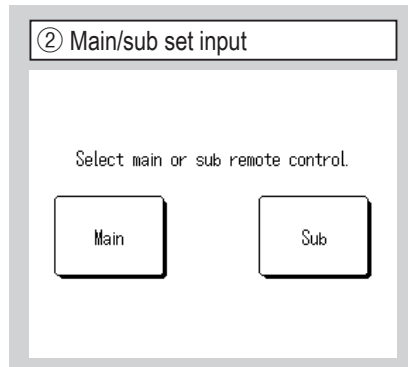 ② Main/sub set input
Select main or sub remote control.
Main
Sub